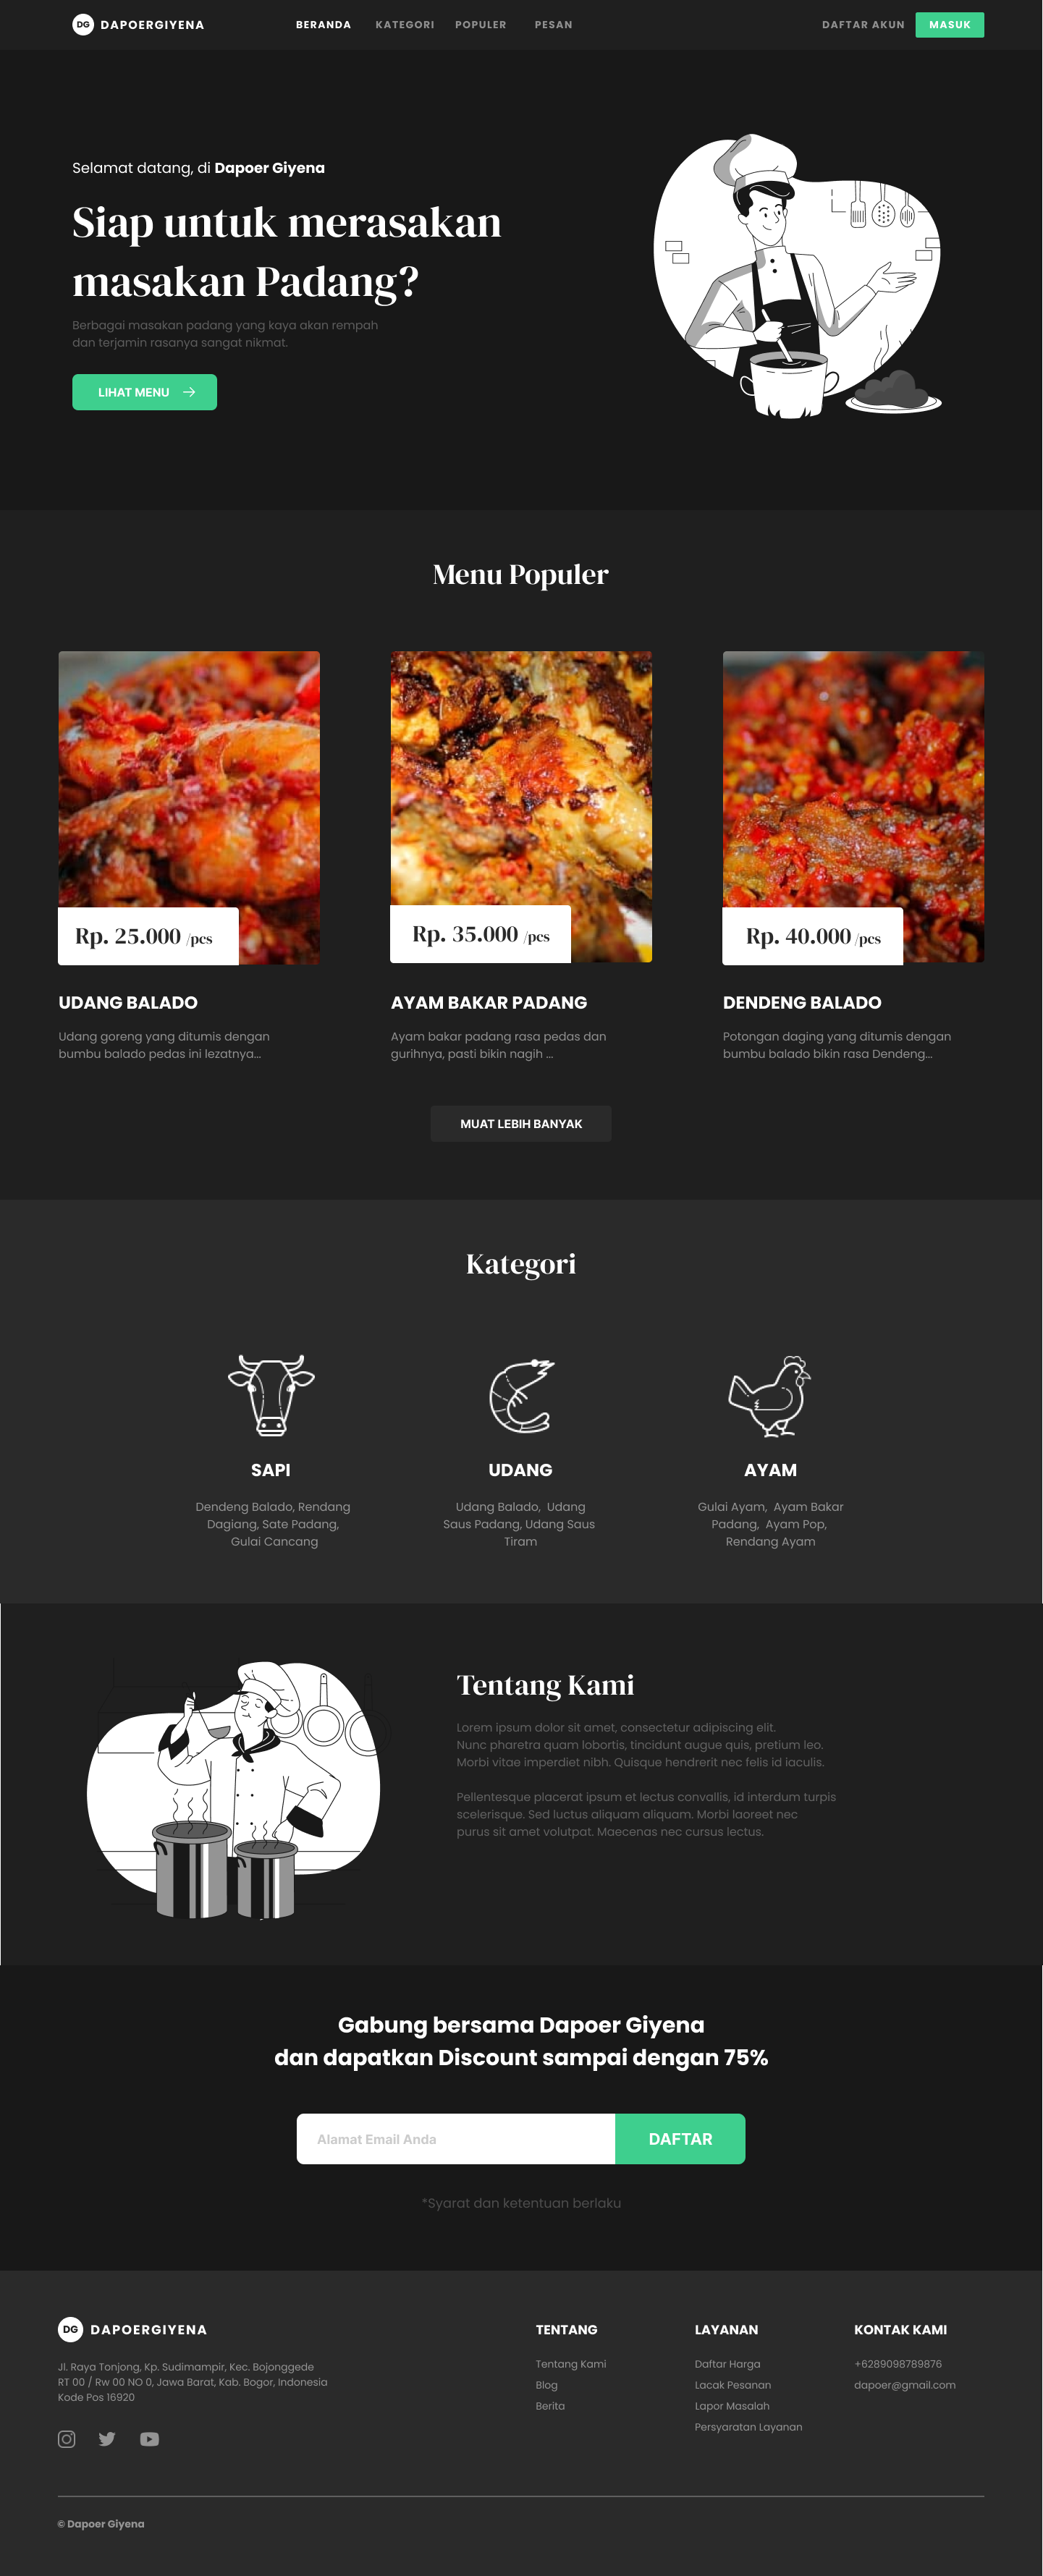 DG DAPOERGIYENA
BERANDA KATEGORI POPULER PESAN
DAFTAR AKUN MASUK
Selamat datang, di Dapoer Giyena
Siap untuk merasakan
masakan Padang?
Berbagai masakan padang yang kaya akan rempah
dan terjamin rasanya sangat nikmat.
LIHAT MENU
Menu Populer
Rp. 25.000 /pcs
UDANG BALADO
Udang goreng yang ditumis dengan
bumbu balado pedas ini lezatnya...
Rp. 35.000 /pcs
AYAM BAKAR PADANG
Ayam bakar padang rasa pedas dan
gurihnya, pasti bikin nagih ...
Rp. 40.000 /pcs
DENDENG BALADO
Potongan daging yang ditumis dengan
bumbu balado bikin rasa Dendeng...
MUAT LEBIH BANYAK
Kategori
SAPI
Dendeng Balado, Rendang
Dagiang, Sate Padang,
Gulai Cancang
UDANG
Udang Balado, Udang
Saus Padang, Udang Saus
Tiram
AYAM
Gulai Ayam, Ayam Bakar
Padang, Ayam Pop,
Rendang Ayam
Tentang Kami
Lorem ipsum dolor sit amet, consectetur adipiscing elit.
Nunc pharetra quam lobortis, tincidunt augue quis, pretium leo.
Morbi vitae imperdiet nibh. Quisque hendrerit nec felis id iaculis.
Pellentesque placerat ipsum et lectus convallis, id interdum turpis
scelerisque. Sed luctus aliquam aliquam. Morbi laoreet nec
purus sit amet volutpat. Maecenas nec cursus lectus.
Gabung bersama Dapoer Giyena
dan dapatkan Discount sampai dengan 75%
Alamat Email Anda
DAFTAR
*Syarat dan ketentuan berlaku
DG DAPOERGIYENA
Jl. Raya Tonjong, Kp. Sudimampir, Kec. Bojonggede
RT 00 / Rw 00 NO 0, Jawa Barat, Kab. Bogor, Indonesia
Kode Pos 16920
TENTANG
Tentang Kami
Blog
Berita
LAYANAN
Daftar Harga
Lacak Pesanan
Lapor Masalah
Persyaratan Layanan
KONTAK KAMI
+6289098789876
dapoer@gmail.com
© Dapoer Giyena